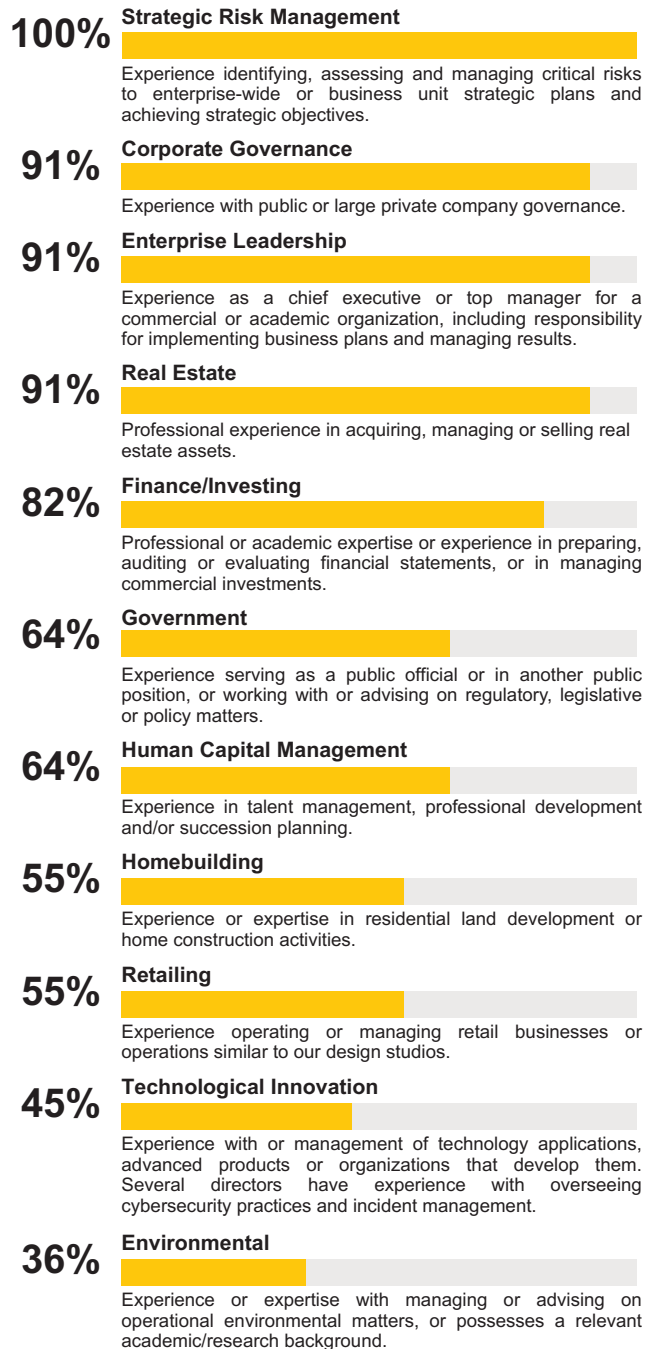 100%
Strategic Risk Management
Experience identifying, assessing and managing critical risks
to enterprise-wide or business unit strategic plans and
achieving strategic objectives.
91%
Corporate Governance
Experience with public or large private company governance.
91%
Enterprise Leadership
Experience as a chief executive or top manager for a
commercial or academic organization, including responsibility
for implementing business plans and managing results.
91%
Real Estate
Professional experience in acquiring, managing or selling real
estate assets.
82%
Finance/Investing
Professional or academic expertise or experience in preparing,
auditing or evaluating financial statements, or in managing
commercial investments.
64%
Government
Experience serving as a public official or in another public
position, or working with or advising on regulatory, legislative
or policy matters.
64%
Human Capital Management
Experience in talent management, professional development
and/or succession planning.
55%
Homebuilding
Experience or expertise in residential land development or
home construction activities.
55%
Retailing
Experience operating or managing retail businesses or
operations similar to our design studios.
45%
Technological Innovation
Experience with or management of technology applications,
advanced products or organizations that develop them.
Several directors have experience with overseeing
cybersecurity practices and incident management.
36%
Environmental
Experience or expertise with managing or advising on
operational environmental matters, or possesses a relevant
academic/research background.